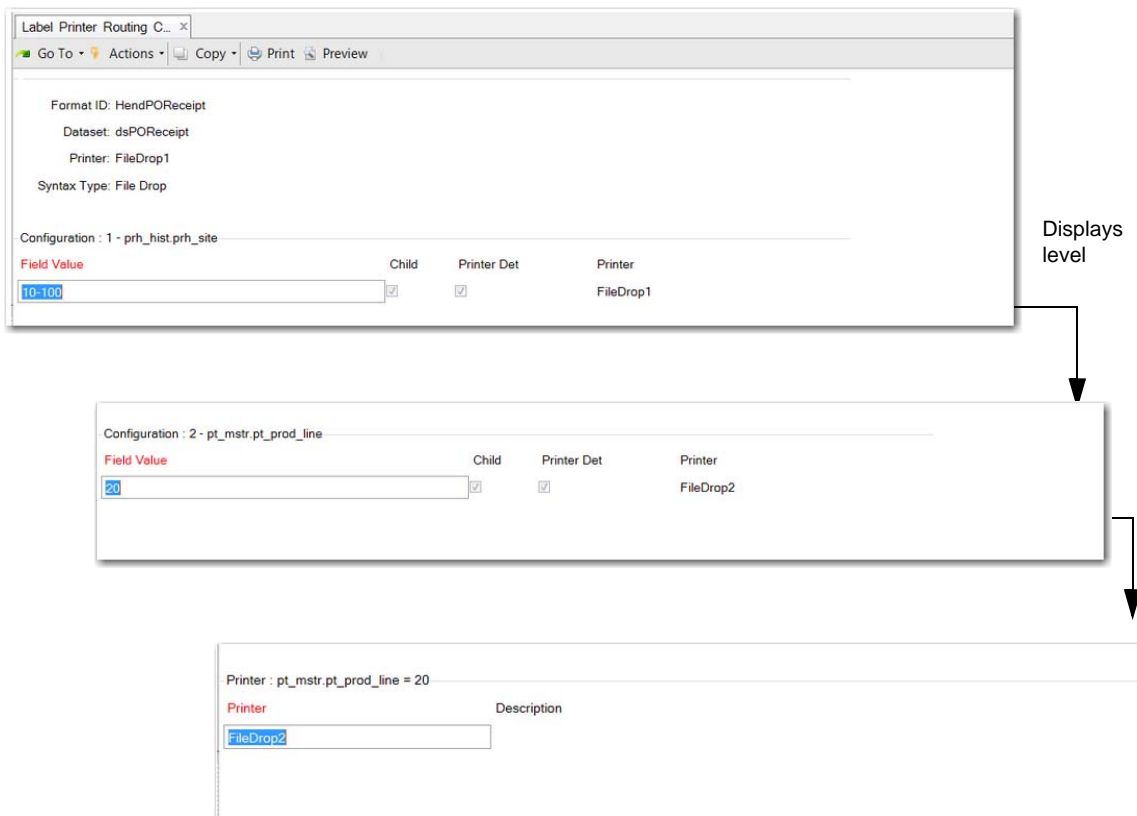 Label Printer Routing C...
Go To Actions Copy Print Preview
Format ID: HendPOReceipt
Dataset: dsPOReceipt
Printer: FileDrop1
Syntax Type: File Drop
Configuration : 1 - prh_hist.prh_site
Field Value Child Printer Det Printer
10-100 FileDrop1
Displays
level
Configuration : 2 - pt_mstr.pt_prod_line
Field Value Child Printer Det Printer
20 FileDrop2
Printer : pt_mstr.pt_prod_line = 20
Printer Description
FileDrop2